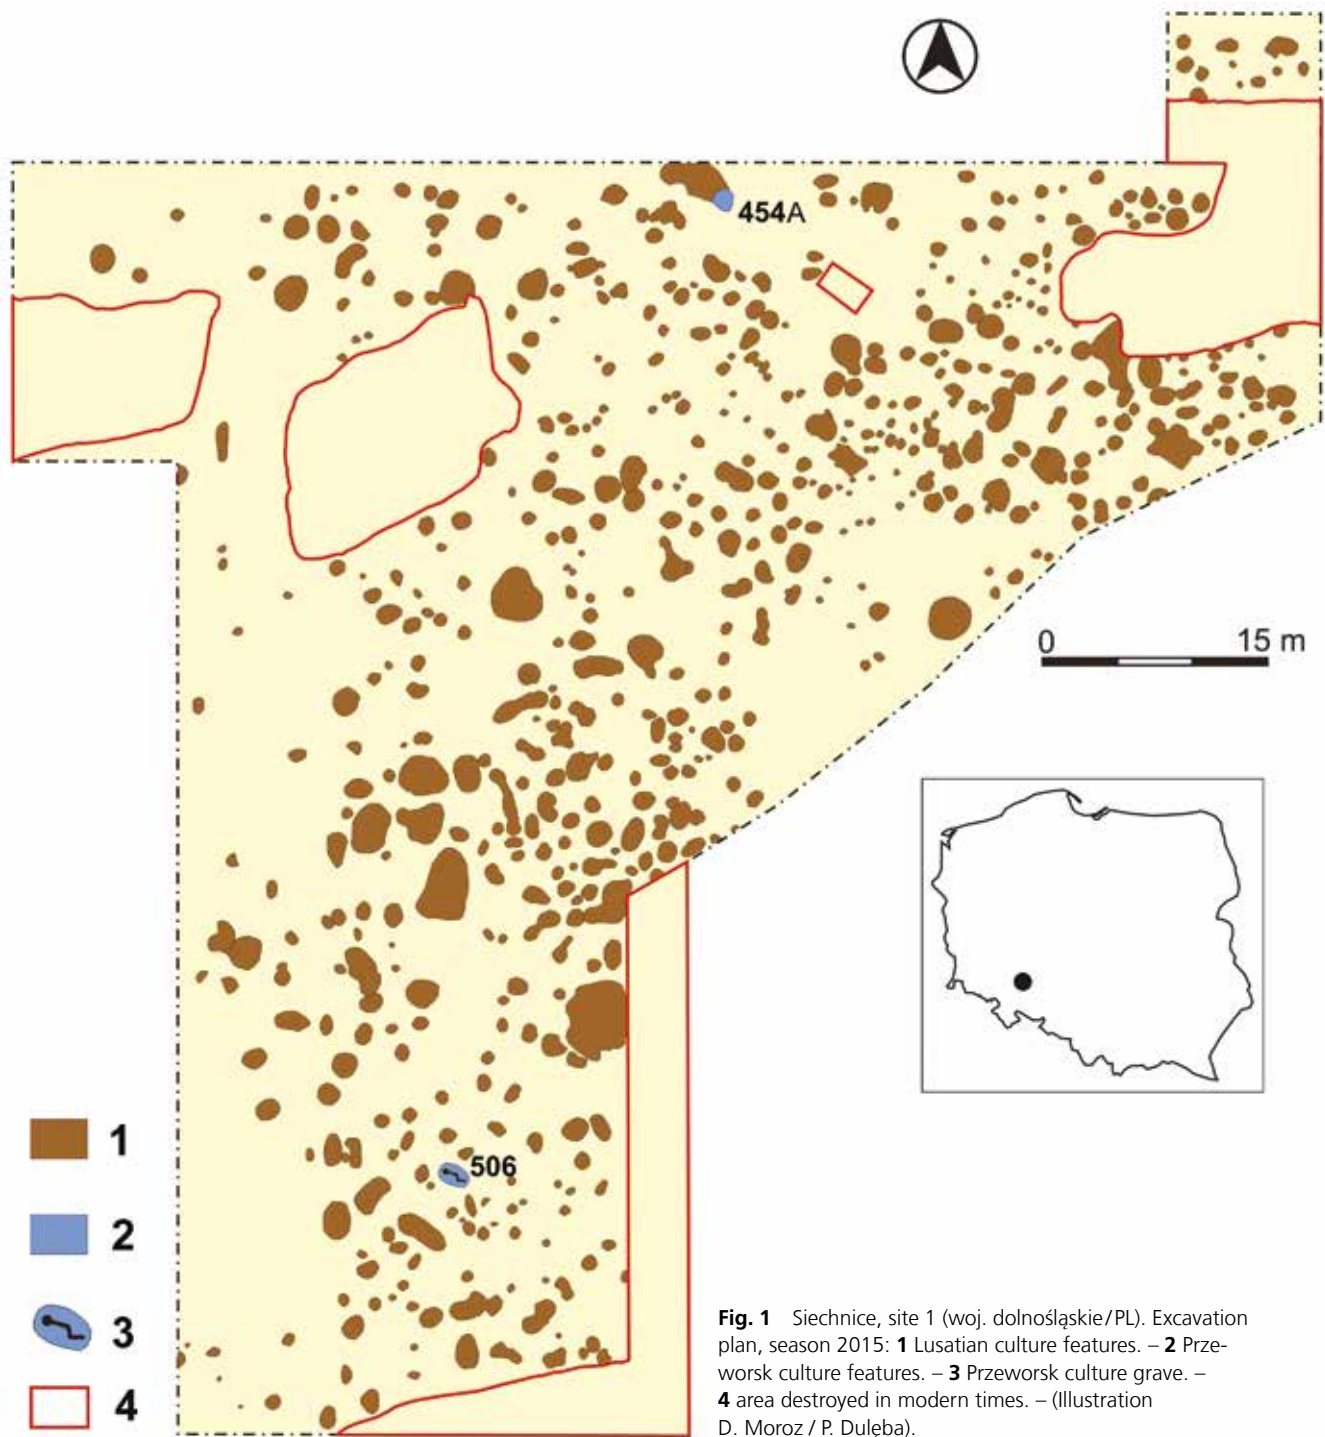 454A
0 15 m
506
1
2
3
4
Fig. 1 Siechnice, site 1 (woj. dolnośląskie/PL). Excavation
plan, season 2015: 1 Lusatian culture features. – 2 Prze-
worsk culture features. – 3 Przeworsk culture grave. –
4 area destroyed in modern times. – (Illustration
D. Moroz / P. Dulęba).